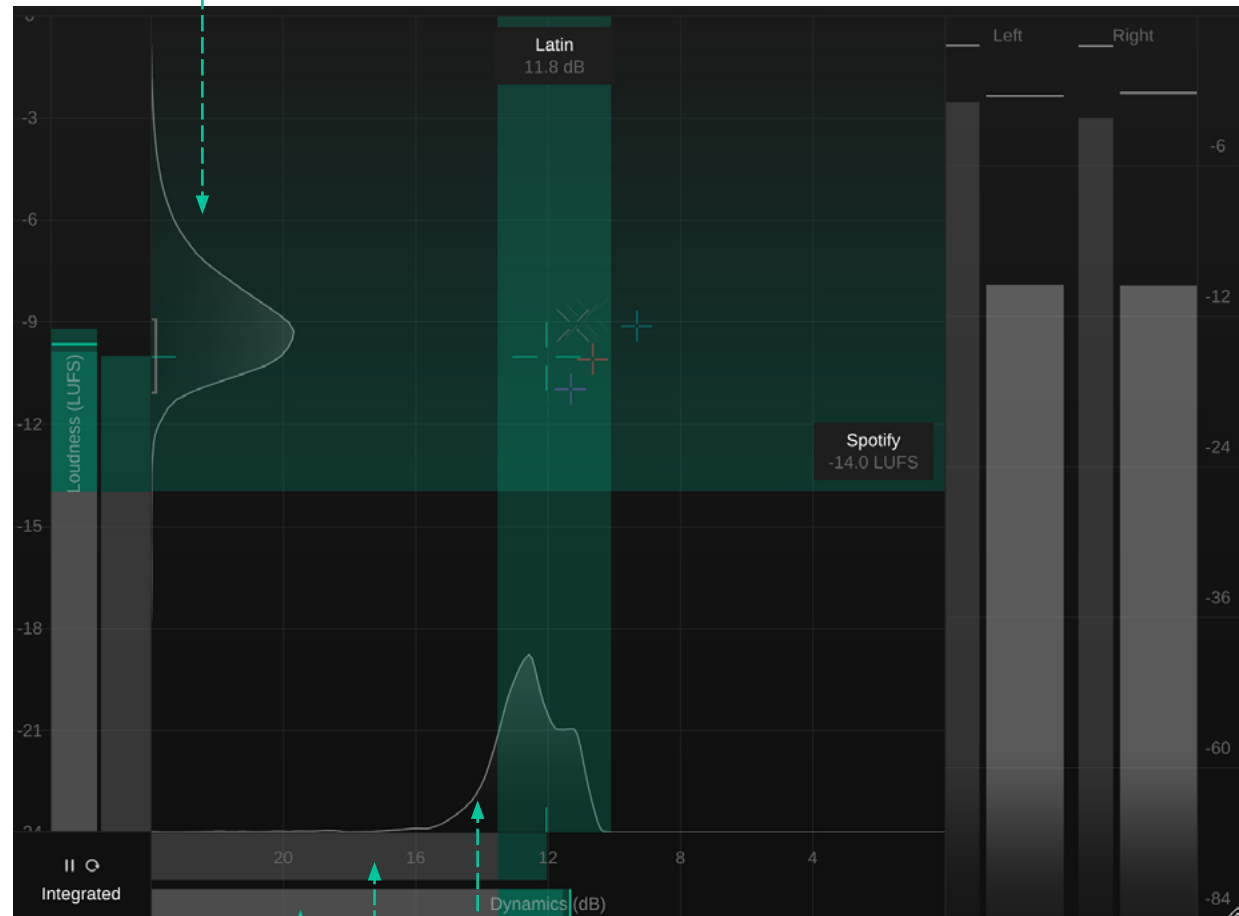 0
Left
Right
Latin
11.8 dB
-3
-6
-6
-9
-12
Loudness (LUFS)
-12
Spotify
-14.0 LUFS
-24
-15
-36
-18
-21
-60
-24
20
16
12
8
4
Integrated
Dynamics (dB)
-84